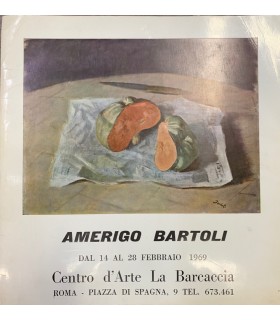 AMERIGO BARTOLI
DAL 14 AL 28 FEBBRAIO 1969
Centro d'Arte La Barcaccia
ROMA - PIAZZA DI SPAGNA, 9 TEL. 673.461